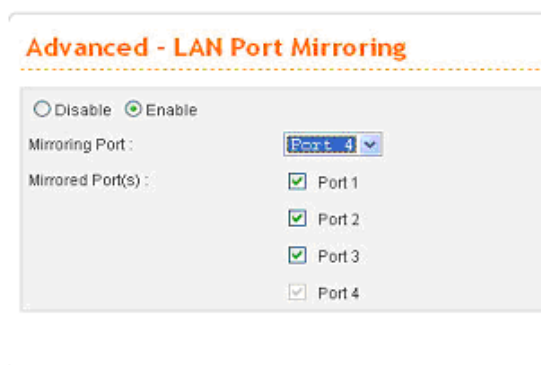 Advanced - LAN Port Mirroring
Disable Enable
Mirroring Port : Port 4
Mirrored Port(s) : Port 1
Port 2
Port 3
Port 4